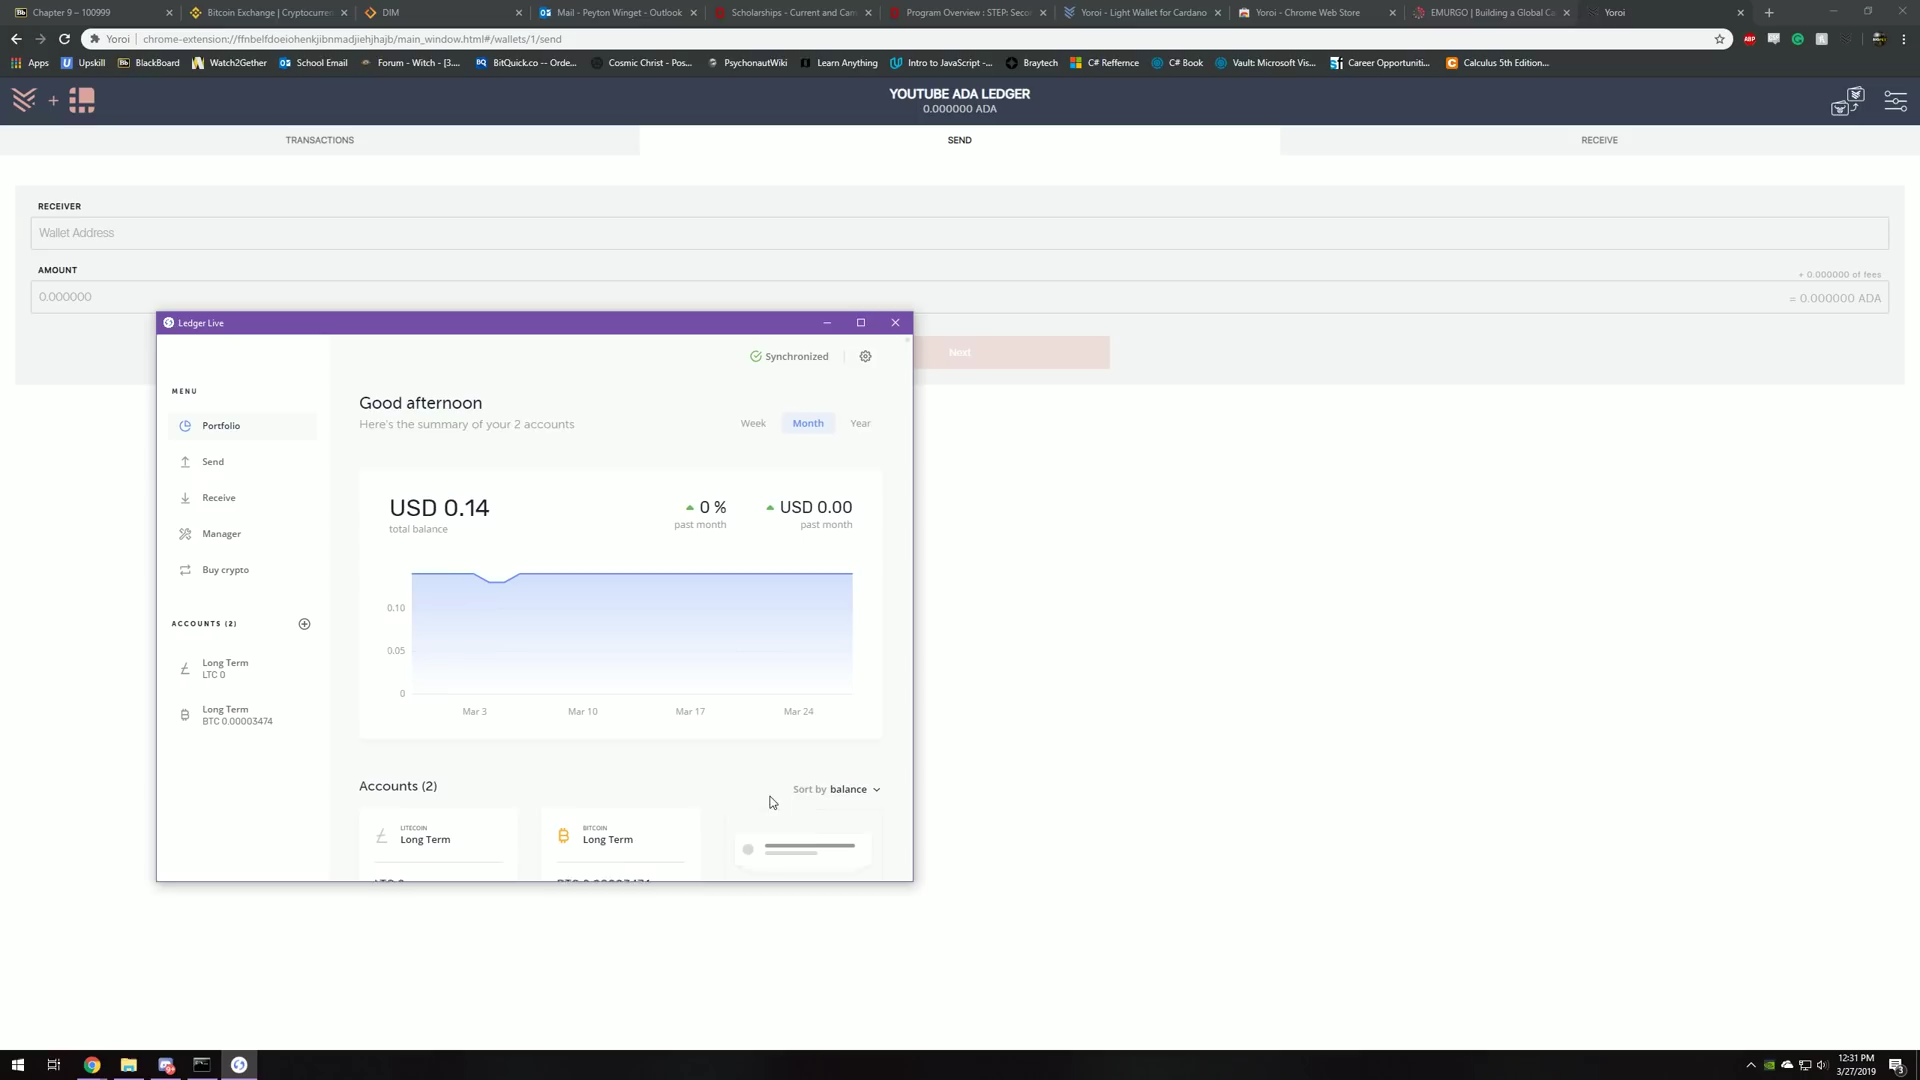 Chapter 9 – 100999
Bitcoin Exchange | Cryptocurren
DIM
Mail - Peyton Winget - Outlook
Scholarships - Current and Cam
Program Overview : STEP: Seco
Yoroi - Light Wallet for Cardano
Yoroi - Chrome Web Store
EMURGO | Building a Global Ca
Yoroi
Yoroi
chrome-extension://ffnbelfdoeiohenkjibnmadjiehjhajb/main_window.html#/wallets/1/send
Apps
Upskill
BlackBoard
Watch2Gether
School Email
Forum - Witch - [3....
BitQuick.co -- Orde...
Cosmic Christ - Pos...
PsychonautWiki
Learn Anything
Intro to JavaScript -...
Braytech
C# Refference
C# Book
Vault: Microsoft Vis...
Career Opportuniti...
Calculus 5th Edition...
YOUTUBE ADA LEDGER
0.000000 ADA
TRANSACTIONS
SEND
RECEIVE
RECEIVER
Wallet Address
AMOUNT
+ 0.000000 of fees
0.000000
= 0.000000 ADA
Next
Ledger Live
Synchronized
MENU
Portfolio
Send
Receive
Manager
Buy crypto
ACCOUNTS (2)
Long Term
LTC 0
Long Term
BTC 0.00003474
Good afternoon
Here's the summary of your 2 accounts
Week
Month
Year
USD 0.14
total balance
0 %
past month
USD 0.00
past month
0.10
0.05
0
Mar 3
Mar 10
Mar 17
Mar 24
Accounts (2)
Sort by balance
LITECOIN
Long Term
LTC 0
BITCOIN
Long Term
BTC 0.00003474
12:31 PM
3/27/2019